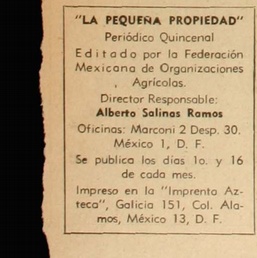 "LA PEQUEÑA PROPIEDAD"
Periódico Quincenal
Editado por la Federación
Mexicana de Organizaciones
, Agrícolas.
Director Responsable:
Alberto Salinas Ramos
Oficinas: Marconi 2 Desp. 30.
México 1, D. F.
Se publica los días 1o. y 16
de cada mes.
Impreso en la "Imprenta Az-
teca", Galicia 151, Col. Ala-
mos, México 13, D. F.